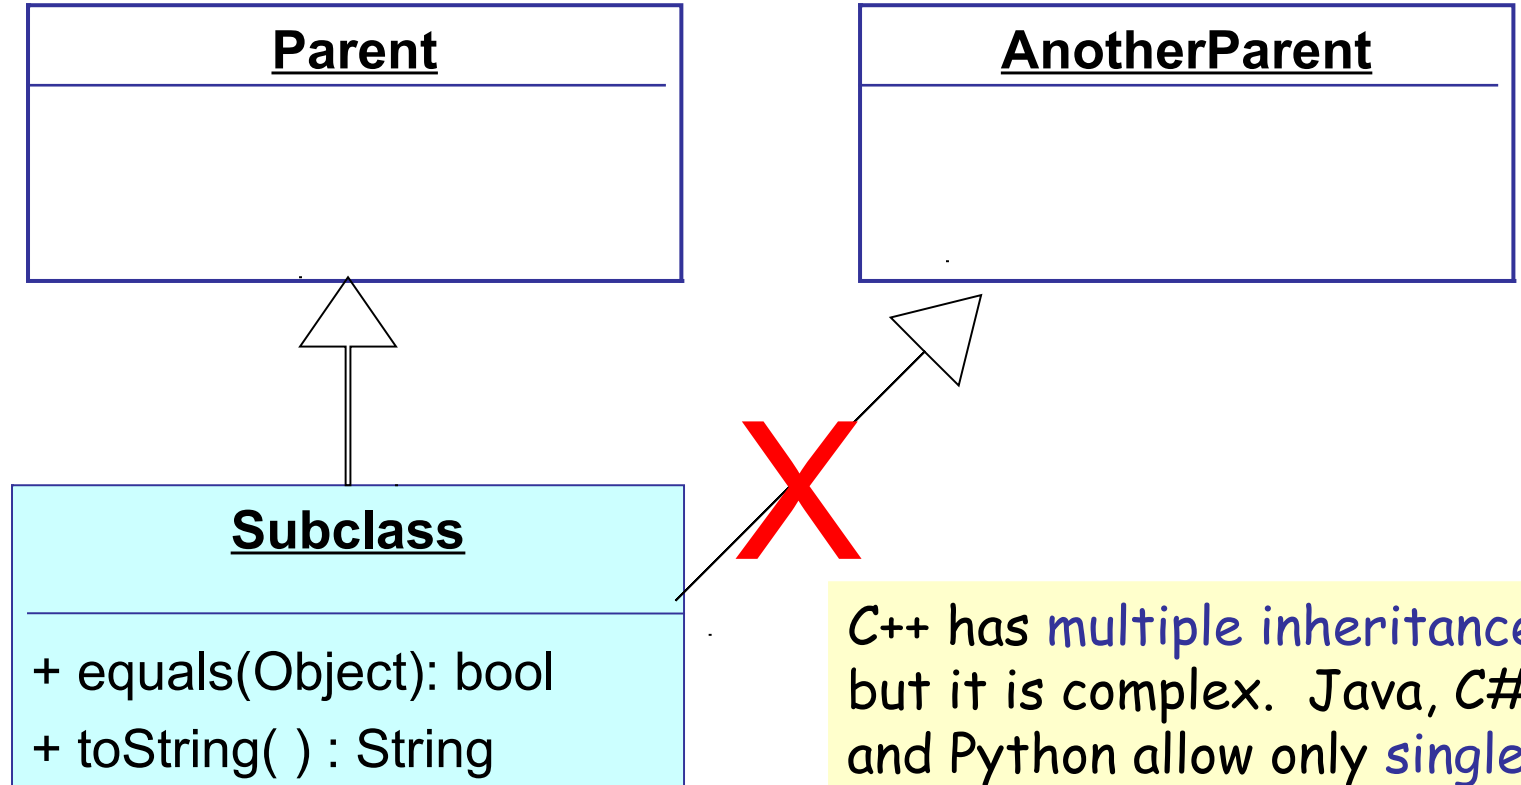 Parent
AnotherParent
Subclass
+ equals(Object): bool
+ toString( ) : String
X
C++ has multiple inheritance
but it is complex. Java, C#
and Python allow only single